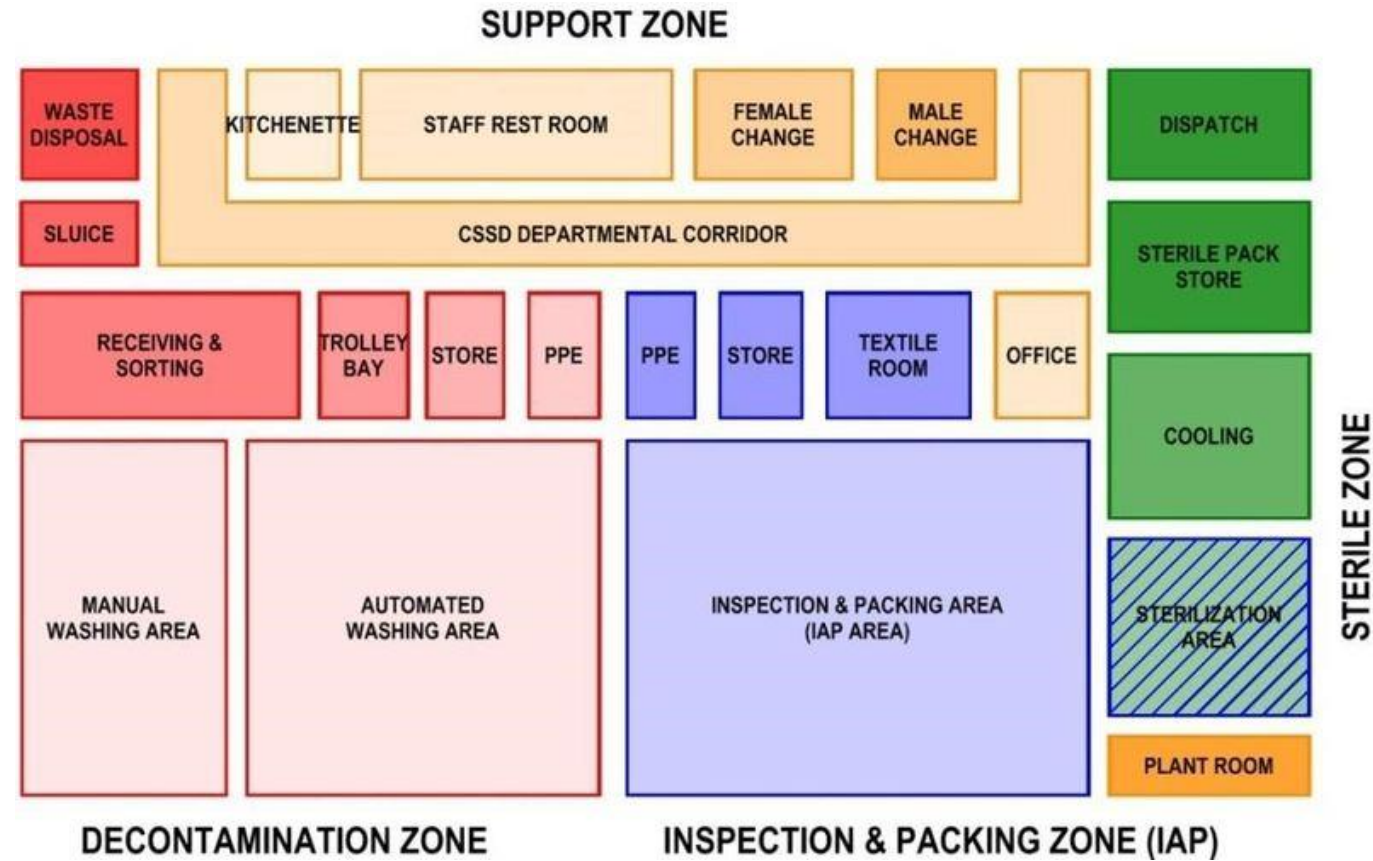 SUPPORT ZONE
WASTE
DISPOSAL
KITCHENETTE
STAFF REST ROOM
FEMALE
CHANGE
MALE
CHANGE
DISPATCH
SLUICE
CSSD DEPARTMENTAL CORRIDOR
STERILE PACK
STORE
RECEIVING &
SORTING
TROLLEY
BAY
STORE
PPE
PPE
STORE
TEXTILE
ROOM
OFFICE
COOLING
MANUAL
WASHING AREA
AUTOMATED
WASHING AREA
INSPECTION & PACKING AREA
(IAP AREA)
STERILIZATION
AREA
PLANT ROOM
STERILE ZONE
DECONTAMINATION ZONE
INSPECTION & PACKING ZONE (IAP)